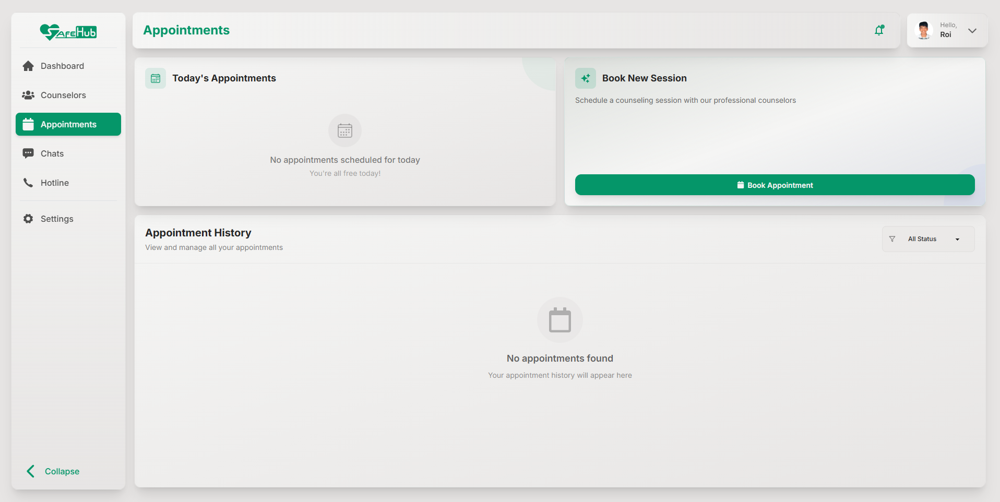 SAFEHub
Dashboard
Counselors
Appointments
Chats
Hotline
Settings
Collapse
Appointments
Hello,
Roi
Today's Appointments
No appointments scheduled for today
You're all free today!
Book New Session
Schedule a counseling session with our professional counselors
Book Appointment
Appointment History
View and manage all your appointments
All Status
No appointments found
Your appointment history will appear here